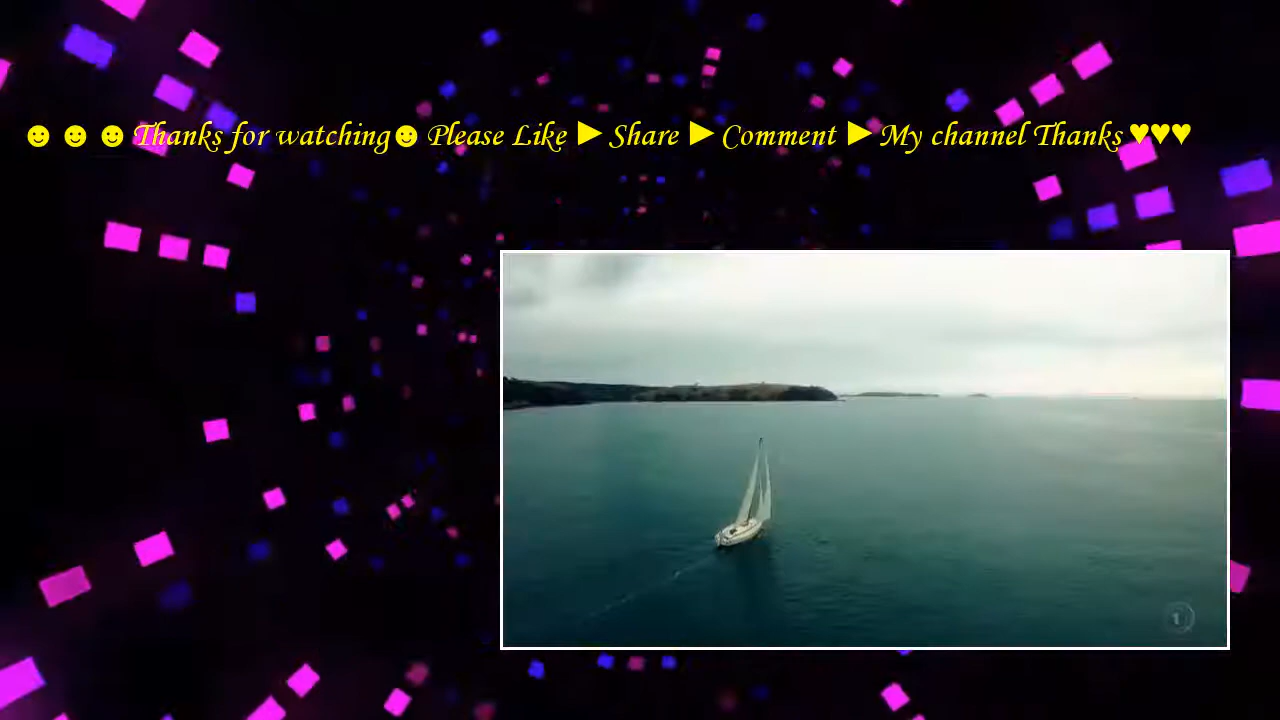 ☻ ☻ ☻ Thanks for watching☻ Please Like ► Share ► Comment ► My channel Thanks ♥♥♥